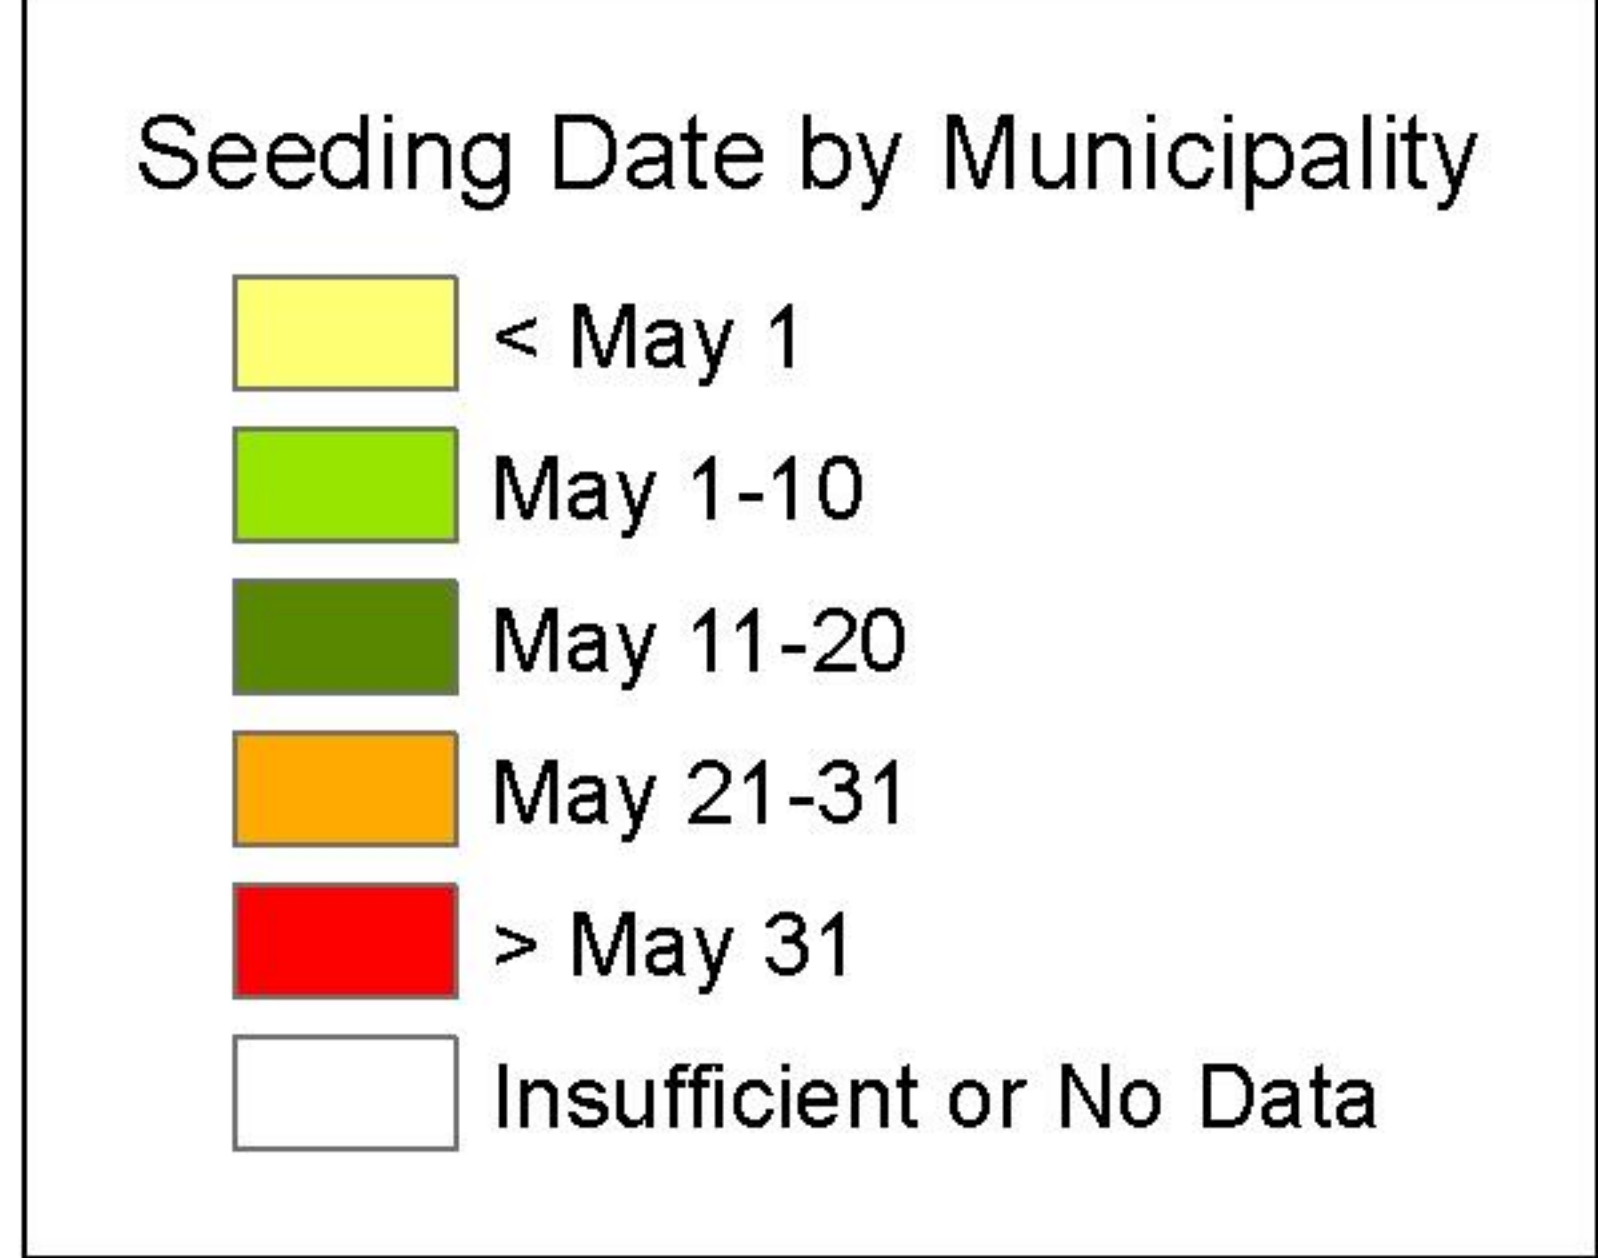 Seeding Date by Municipality
< May 1
May 1-10
May 11-20
May 21-31
> May 31
Insufficient or No Data